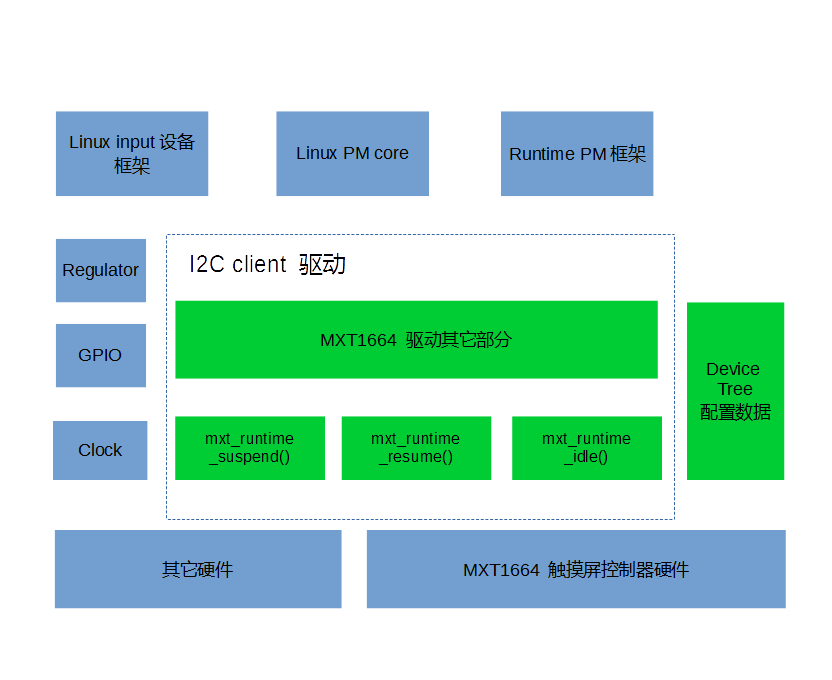 Linux input 设备
框架
Linux PM core
Runtime PM 框架
Regulator
I2C client 驱动
GPIO
MXT1664 驱动其它部分
Device
Tree
配置数据
Clock
mxt_runtime
_suspend()
mxt_runtime
_resume()
mxt_runtime
_idle()
其它硬件
MXT1664 触摸屏控制器硬件